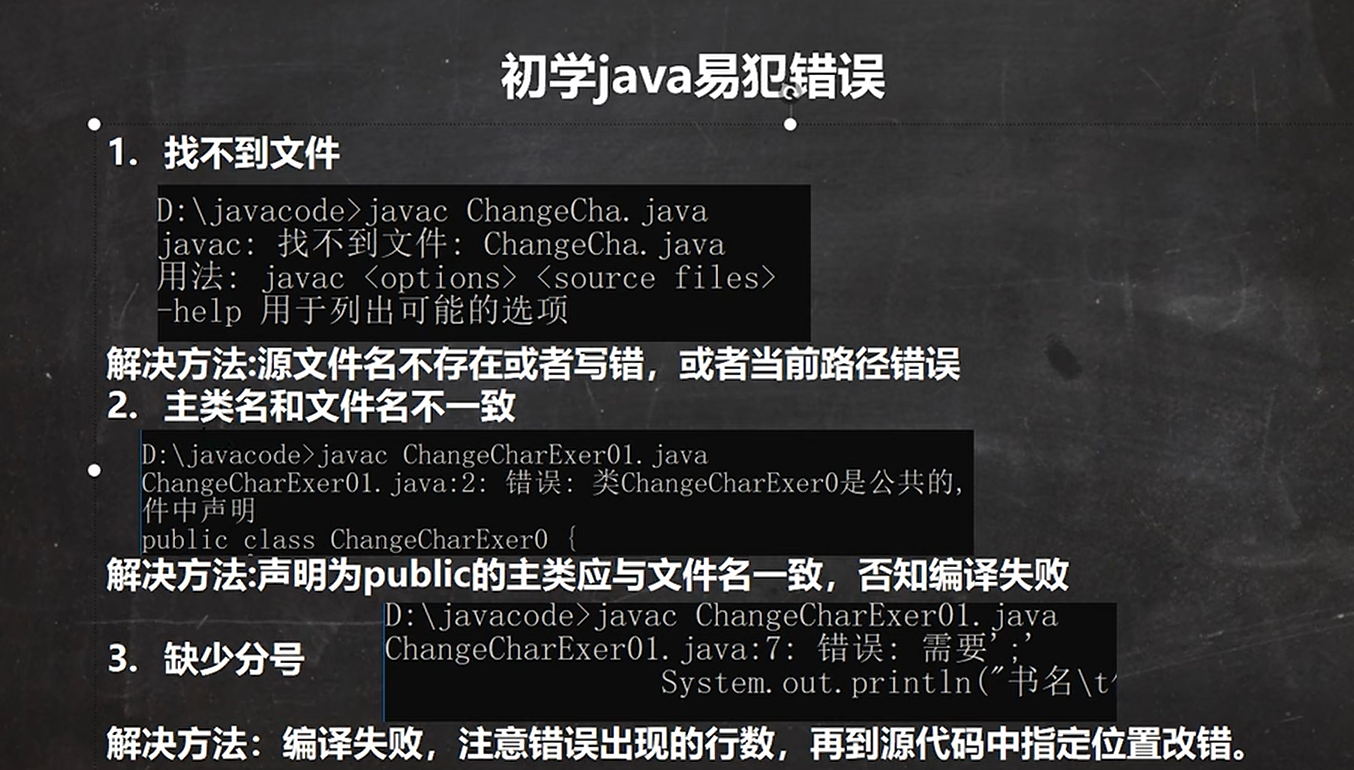 初学java易犯错误
1. 找不到文件
D:\javacode>javac ChangeCha.java
javac: 找不到文件: ChangeCha.java
用法: javac <options> <source files>
-help 用于列出可能的选项
解决方法:源文件名不存在或者写错，或者当前路径错误
2. 主类名和文件名不一致
D:\javacode>javac ChangeCharExer01.java
ChangeCharExer01.java:2: 错误: 类ChangeCharExer0是公共的,
件中声明
public class ChangeCharExer0 {
解决方法:声明为public的主类应与文件名一致，否知编译失败
D:\javacode>javac ChangeCharExer01.java
3. 缺少分号
ChangeCharExer01.java:7: 错误: 需要';'
System.out.println("书名\t
解决方法：编译失败，注意错误出现的行数，再到源代码中指定位置改错。